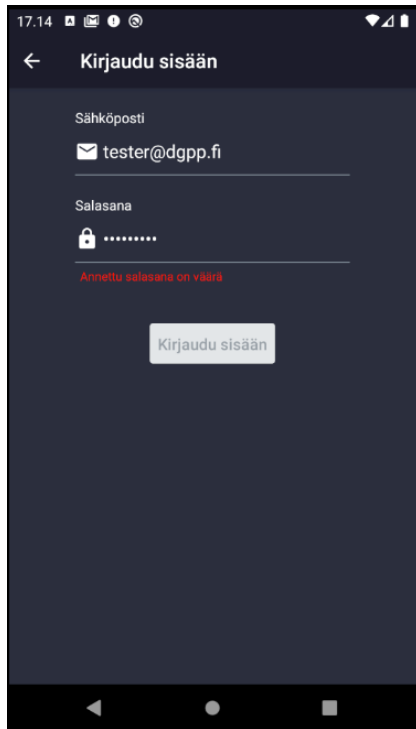 17.14
Kirjaudu sisään
Sähköposti
tester@dgpp.fi
Salasana
•••••••••
Annettu salasana on väärä
Kirjaudu sisään